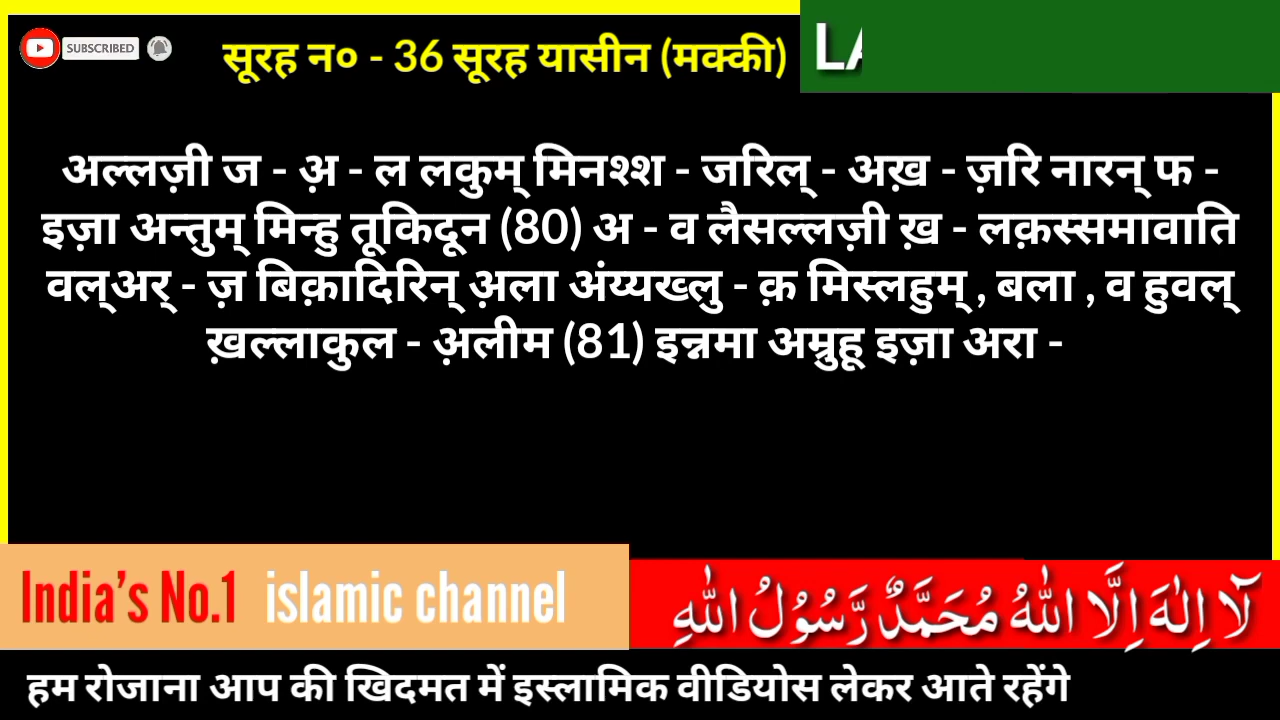 SUBSCRIBED
सूरह न० - 36 सूरह यासीन (मक्की)
अल्लज़ी ज - अ़ - ल लकुम् मिनश्श - जरिल् - अख़ - ज़रि नारन् फ -
इज़ा अन्तुम् मिन्हु तूकिदून (80) अ - व लैसल्लज़ी ख़ - लक़स्समावाति
वल्अर् - ज़ बिक़ादिरिन् अ़ला अंय्यख्लु - क़ मिस्लहुम् , बला , व हुवल्
ख़ल्लाकुल - अ़लीम (81) इन्नमा अम्रुहू इज़ा अरा -
India's No.1 islamic channel
لَآ اِلٰهَ اِلَّا اللّٰهُ مُحَمَّدٌ رَّسُوْلُ اللّٰهِ
हम रोजाना आप की खिदमत में इस्लामिक वीडियोस लेकर आते रहेंगे